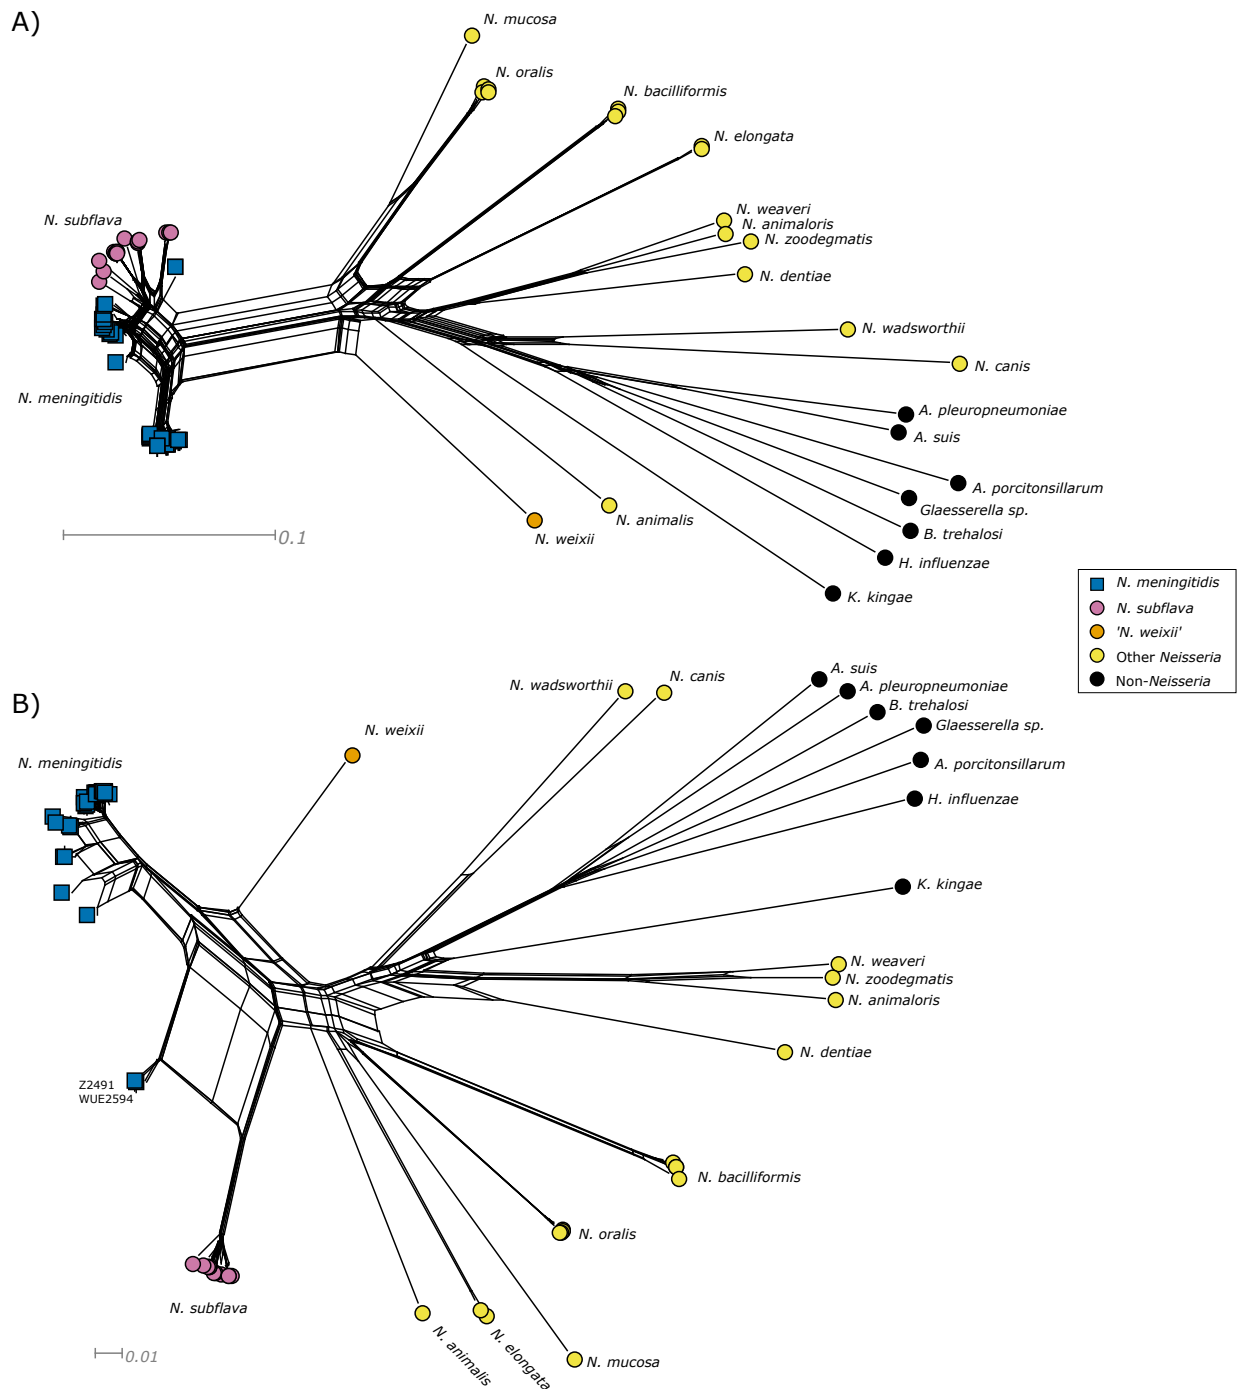 A)
N. mucosa
N. oralis
N. bacilliformis
N. elongata
N. subflava
N. weaveri
N. animaloris
N. zoodegmatis
N. dentiae
N. wadsworthii
N. canis
N. meningitidis
A. pleuropneumoniae
A. suis
A. porcitonsillarum
Glaesserella sp.
N. animalis
B. trehalosi
N. weixii
0.1
H. influenzae
K. kingae
N. meningitidis
N. subflava
'N. weixii'
Other Neisseria
Non-Neisseria
B)
A. suis
N. canis
N. wadsworthii
A. pleuropneumoniae
B. trehalosi
Glaesserella sp.
N. weixii
N. meningitidis
A. porcitonsillarum
H. influenzae
K. kingae
N. weaveri
N. zoodegmatis
N. animaloris
N. dentiae
Z2491
WUE2594
N. bacilliformis
N. oralis
N. subflava
N. animalis
N. elongata
N. mucosa
0.01